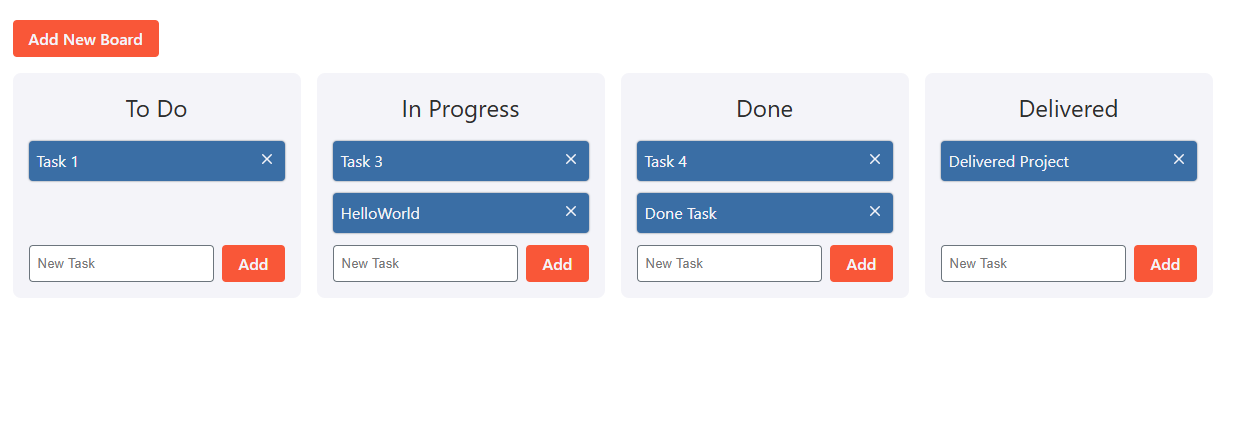 Add New Board
To Do
Task 1
New Task
Add
In Progress
Task 3
HelloWorld
New Task
Add
Done
Task 4
Done Task
New Task
Add
Delivered
Delivered Project
New Task
Add